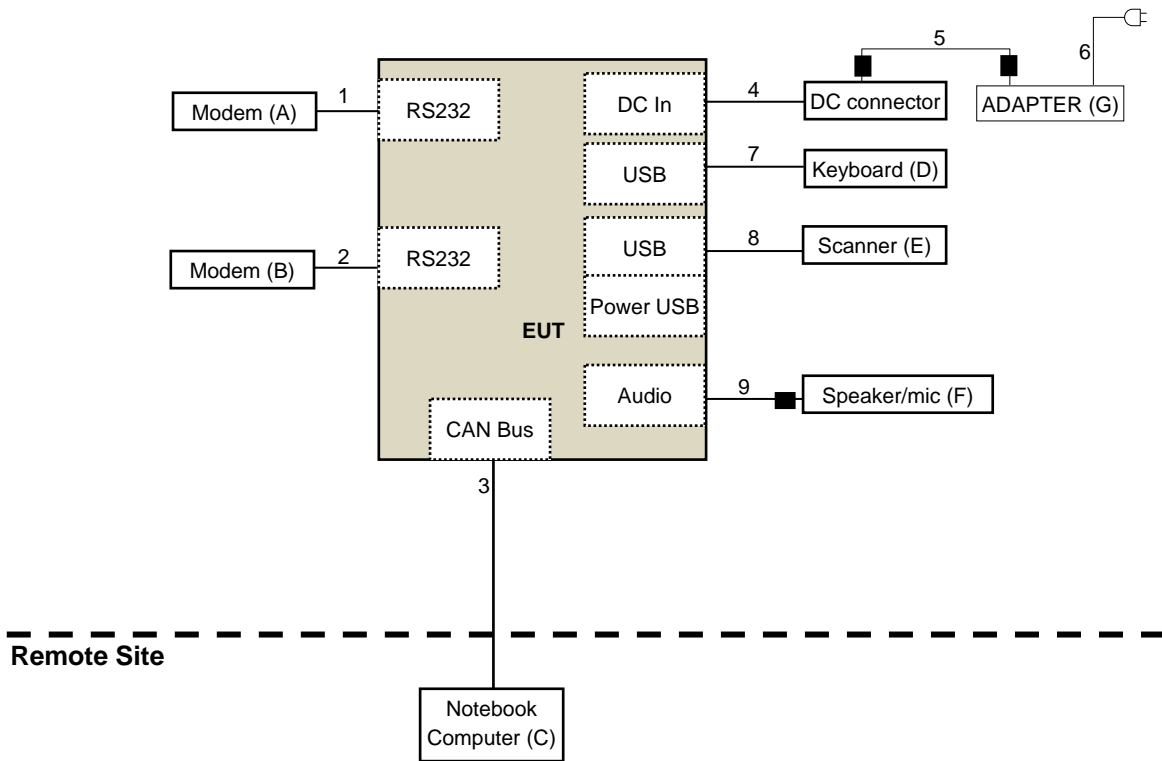 5
6
1
RS232
DC In
4
DC connector
ADAPTER (G)
Modem (A)
7
USB
Keyboard (D)
2
RS232
USB
8
Scanner (E)
Modem (B)
Power USB
EUT
Audio
9
Speaker/mic (F)
CAN Bus
3
Remote Site
Notebook
Computer (C)